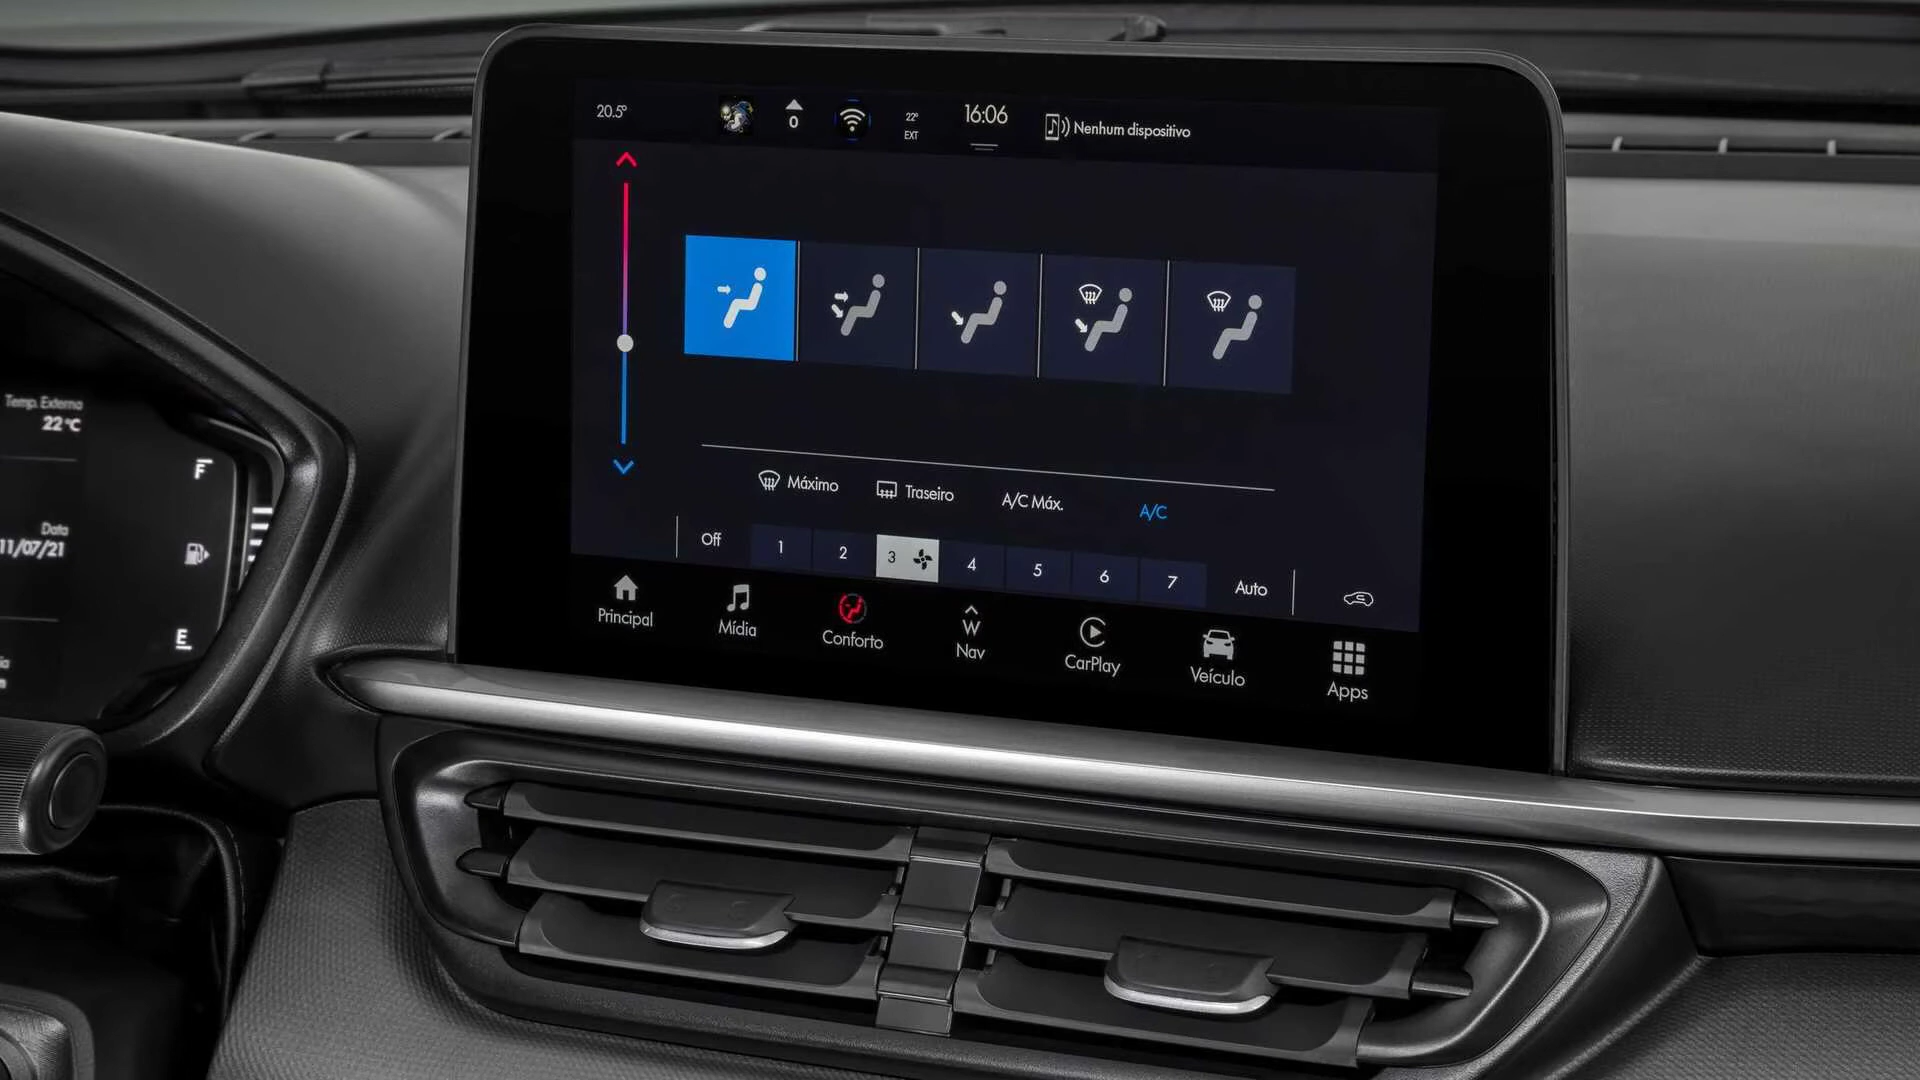 20.5°
0
22°
EXT
16:06
Nenhum dispositivo
Máximo
Traseiro
A/C Máx.
A/C
Off
1
2
3
4
5
6
7
Auto
Principal
Mídia
Conforto
W
Nav
CarPlay
Veículo
Apps
Temp. Externa
22°C
Data
11/07/21
F
E